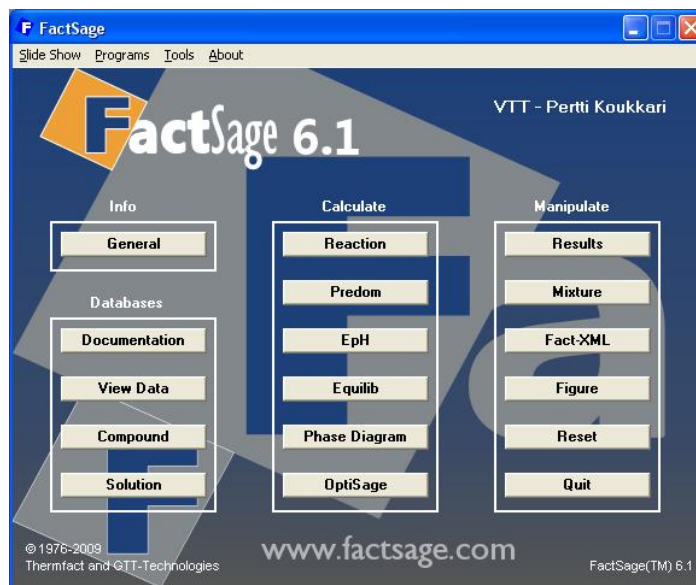 FactSage
Slide Show Programs Tools About
FactSage 6.1
VTT - Pertti Koukkari
Info
General
Databases
Documentation
View Data
Compound
Solution
Calculate
Reaction
Predom
EpH
Equilib
Phase Diagram
OptiSage
Manipulate
Results
Mixture
Fact-XML
Figure
Reset
Quit
© 1976-2009
Thermfact and GTT-Technologies
www.factsage.com
FactSage(TM) 6.1